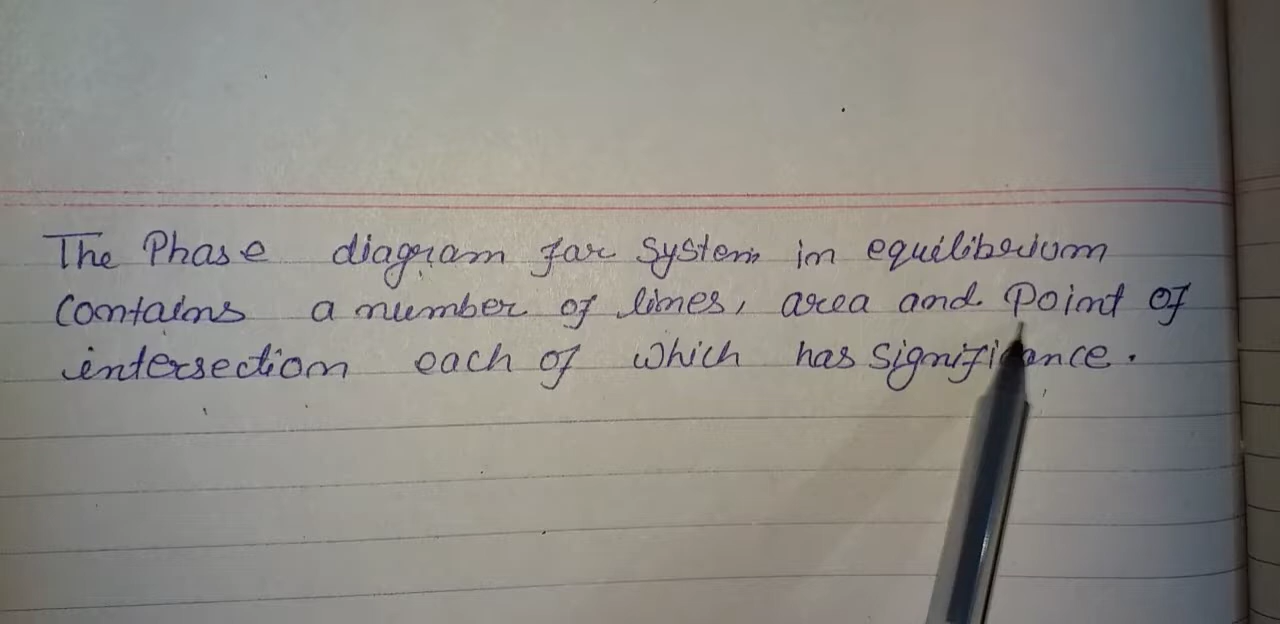 The Phase diagram for system in equilibrium
contains a number of lines, area and Point of
intersection each of which has significance.